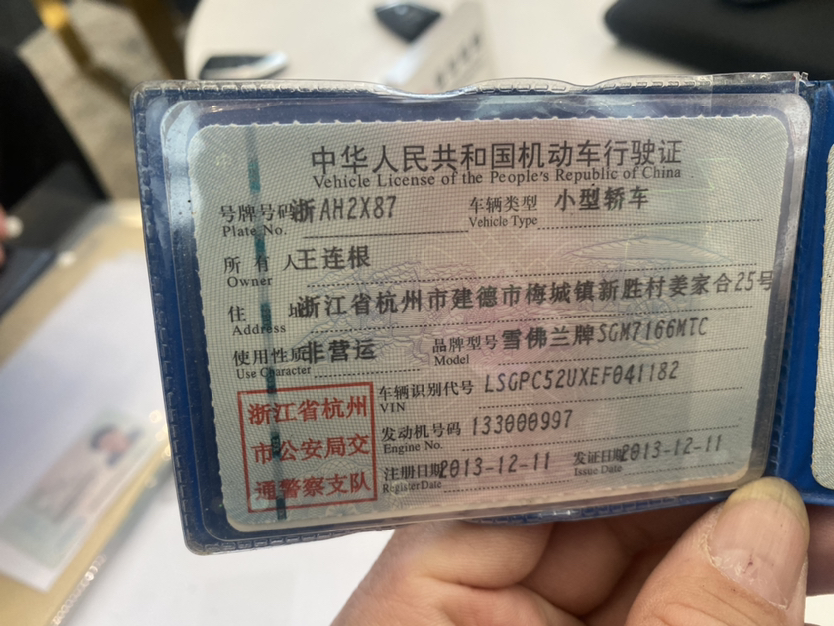 中华人民共和国机动车行驶证
Vehicle License of the People's Republic of China
号牌号码 浙AH2X87 车辆类型 小型轿车
Plate No. Vehicle Type
所有人 王连根
Owner
住址 浙江省杭州市建德市梅城镇新胜村姜家合25号
Address
使用性质 非营运 品牌型号 雪佛兰牌SGM7166MTC
Use Character Model
车辆识别代号 LSGPC52UXEF041182
VIN
发动机号码 133000997
Engine No.
注册日期 2013-12-11 发证日期 2013-12-11
Register Date Issue Date
浙江省杭州
市公安局交
通警察支队